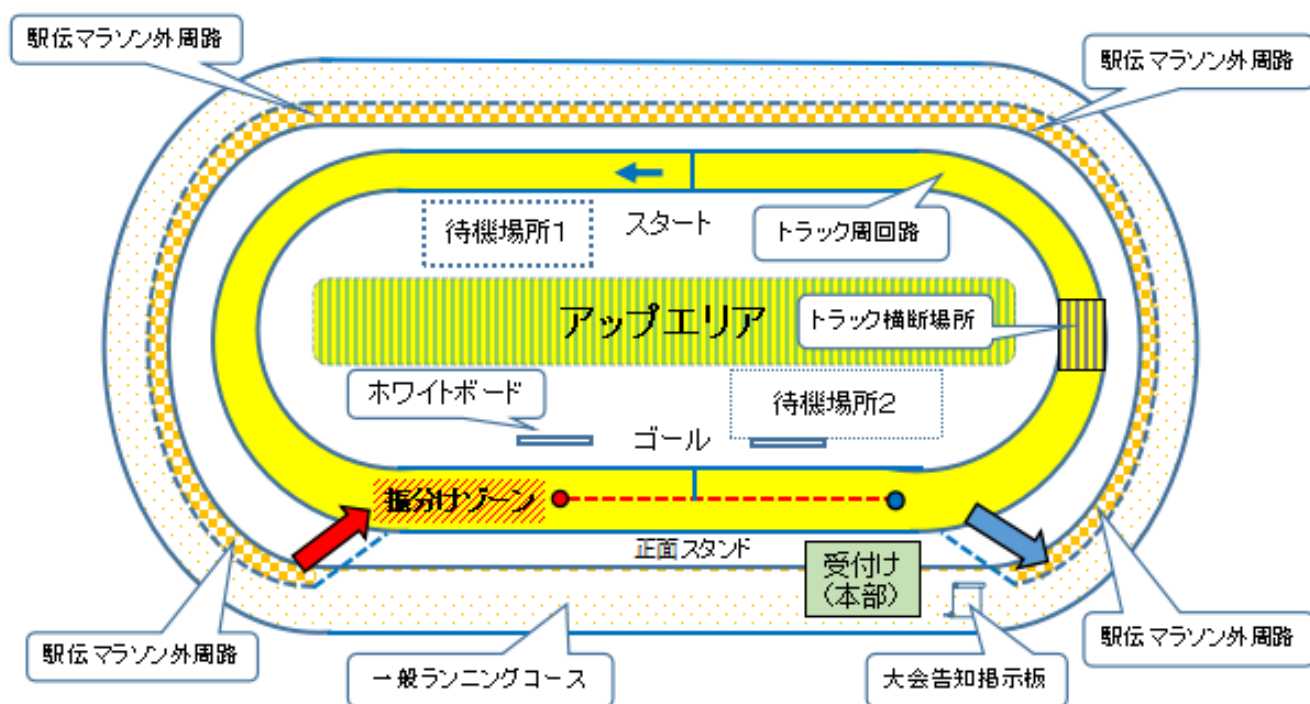 駅伝マラソン外周路
駅伝マラソン外周路
待機場所1
スタート
トラック周回路
アップエリア
トラック横断場所
ホワイトボード
待機場所2
ゴール
振分けゾーン
正面スタンド
受付け
(本部)
駅伝マラソン外周路
一般ランニングコース
大会告知掲示板
駅伝マラソン外周路